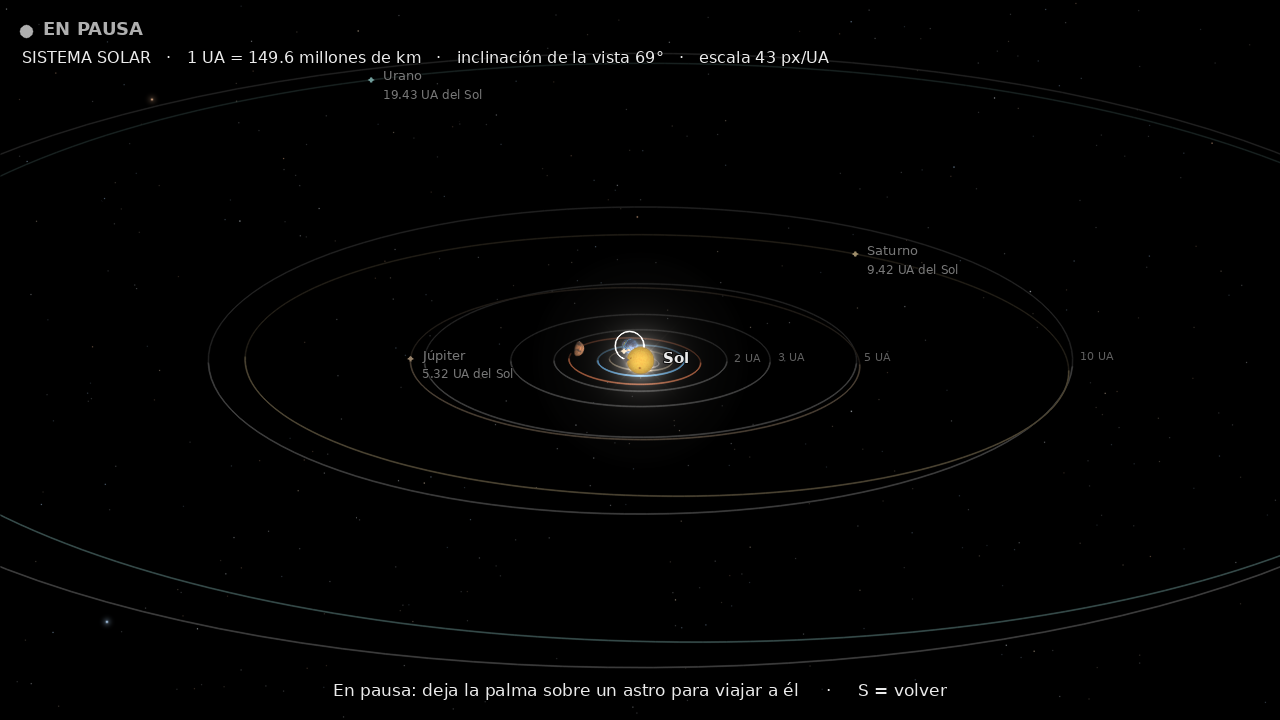 EN PAUSA
SISTEMA SOLAR · 1 UA = 149.6 millones de km · inclinación de la vista 69° · escala 43 px/UA
Urano
19.43 UA del Sol
Saturno
9.42 UA del Sol
Júpiter
5.32 UA del Sol
Sol
2 UA
3 UA
5 UA
10 UA
En pausa: deja la palma sobre un astro para viajar a él · S = volver